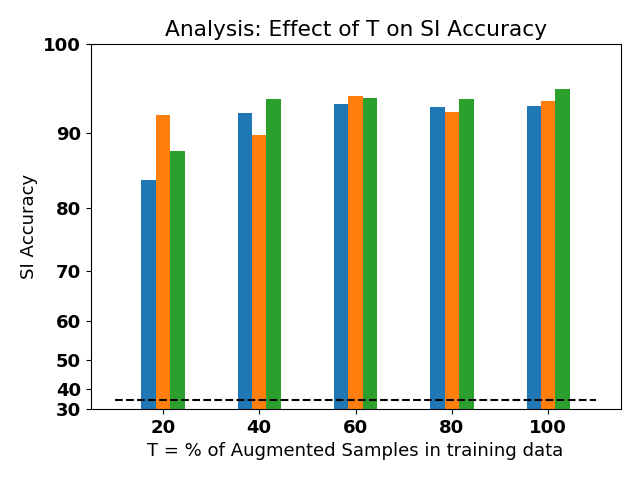 Analysis: Effect of T on SI Accuracy
100
90
80
70
60
50
40
30
SI Accuracy
20 40 60 80 100
T = % of Augmented Samples in training data